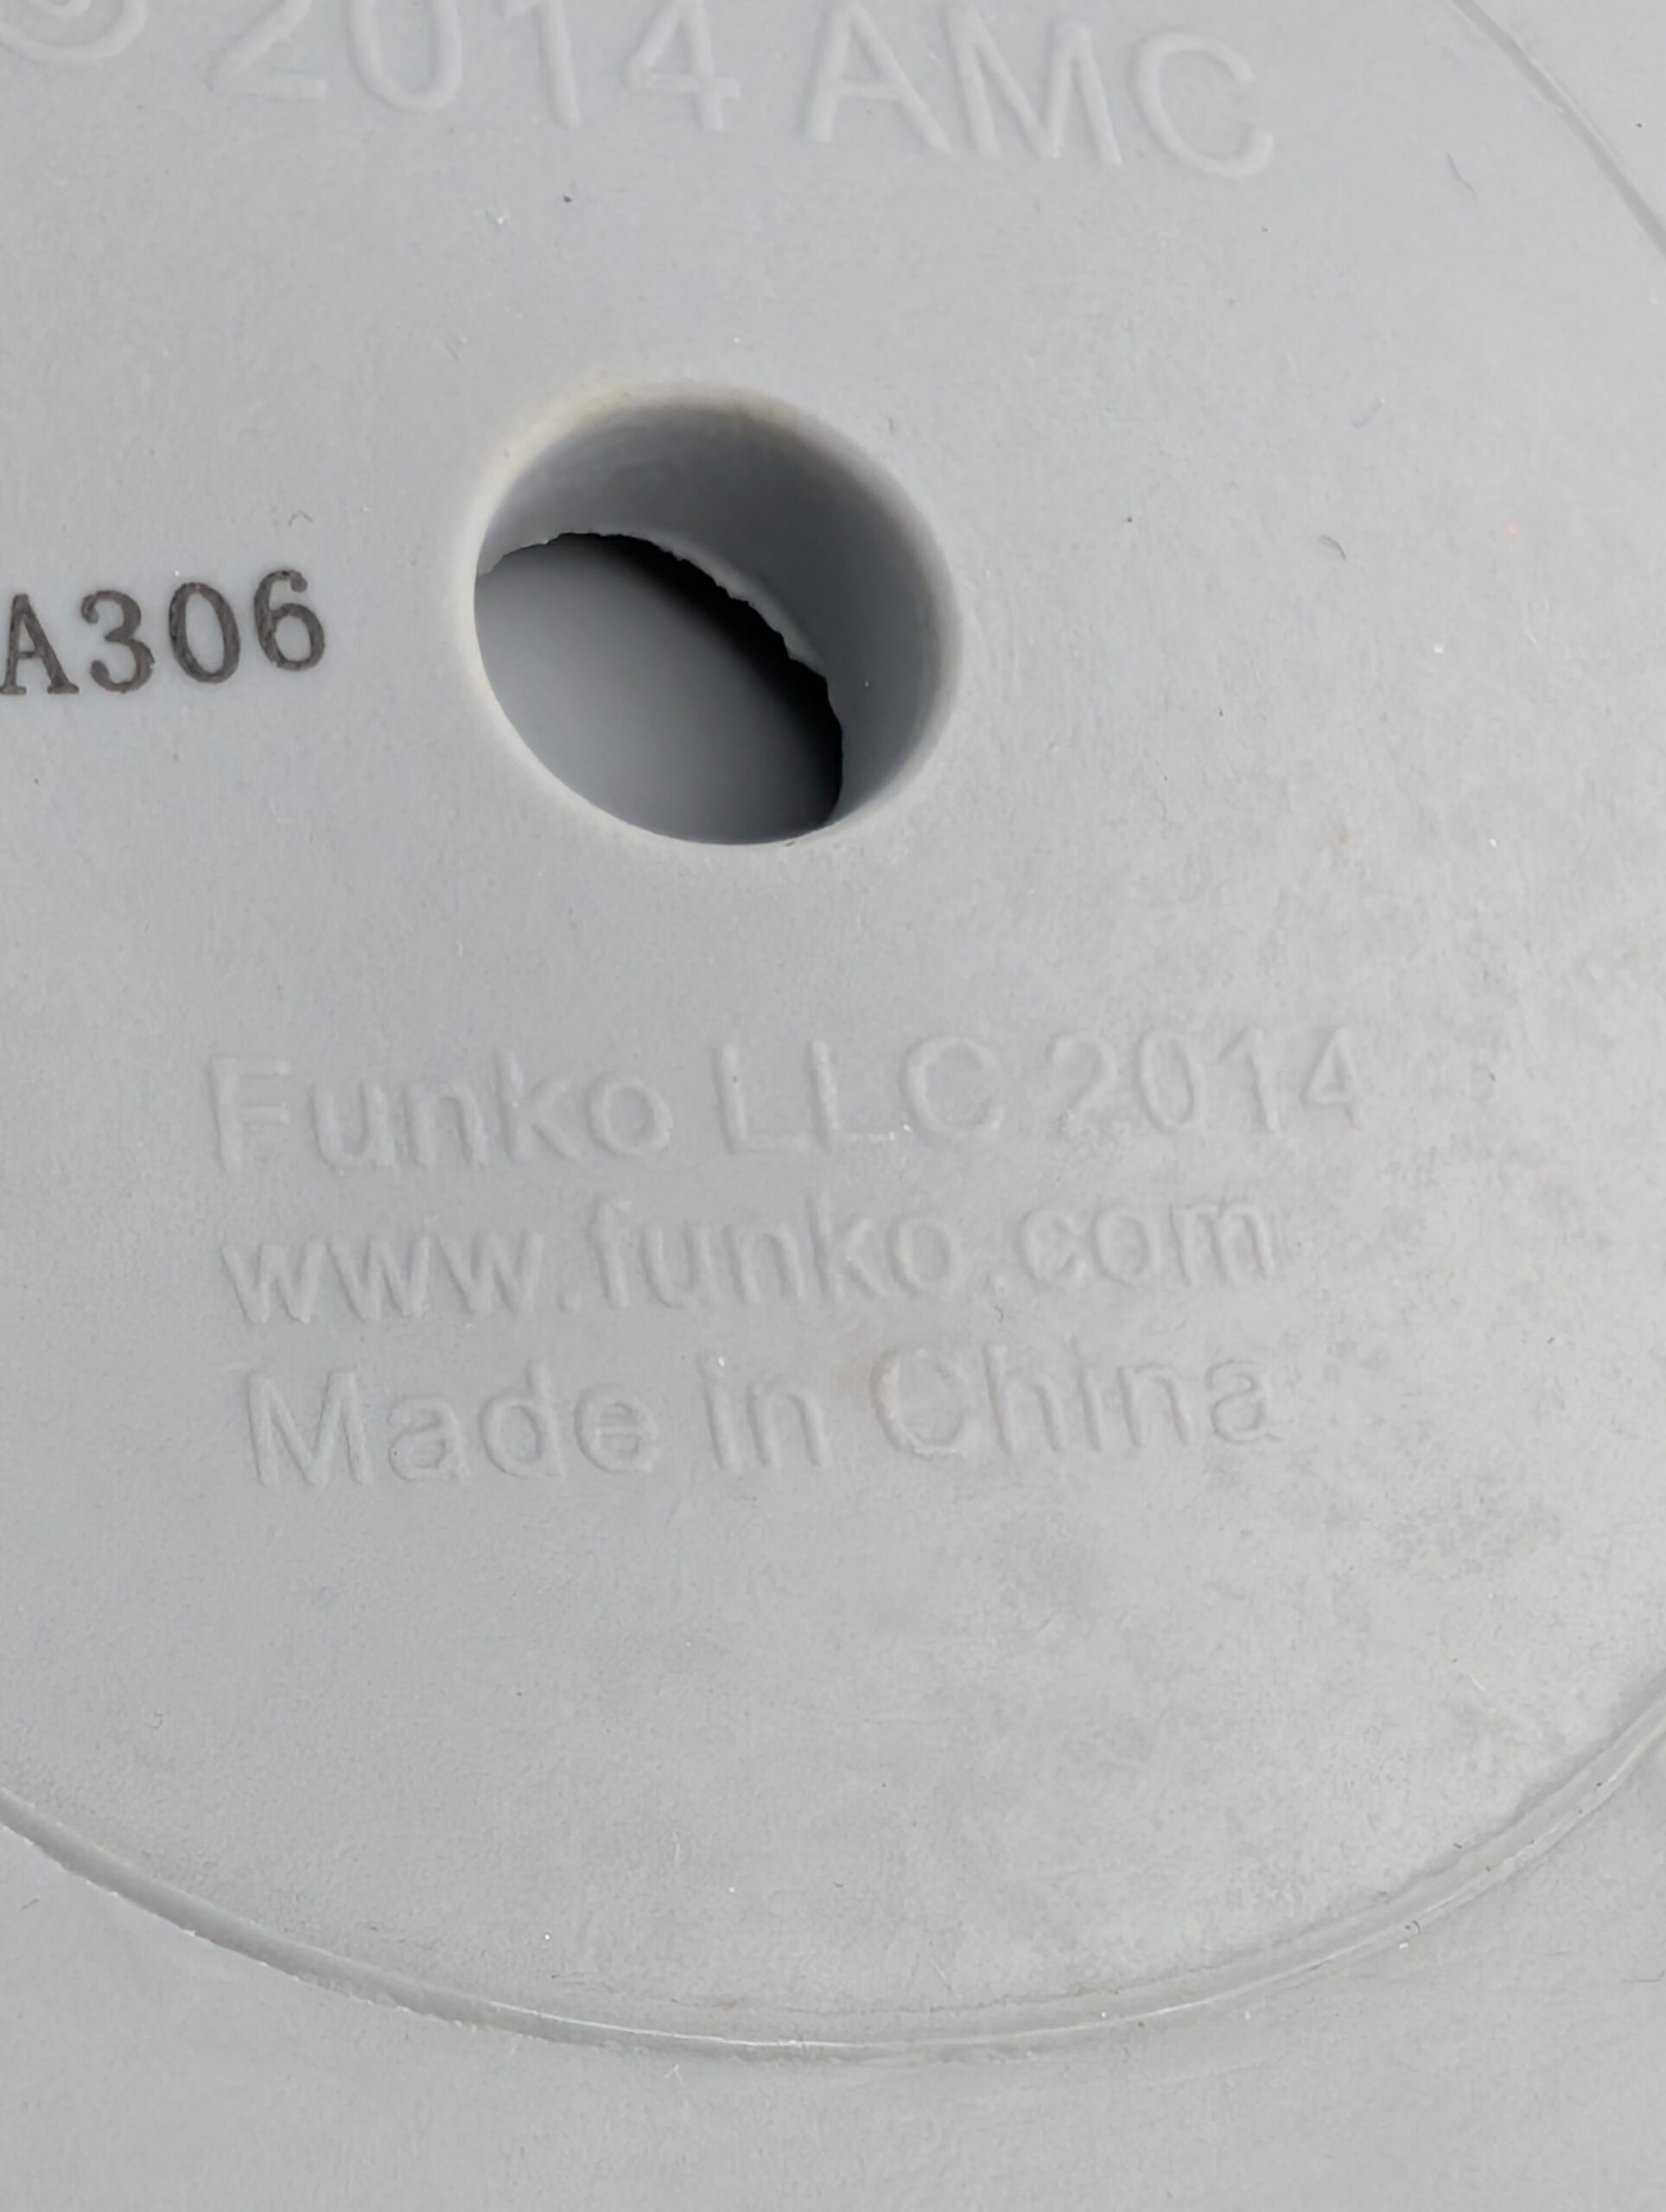 © 2014 AMC
A306
Funko LLC 2014
www.funko.com
Made in China